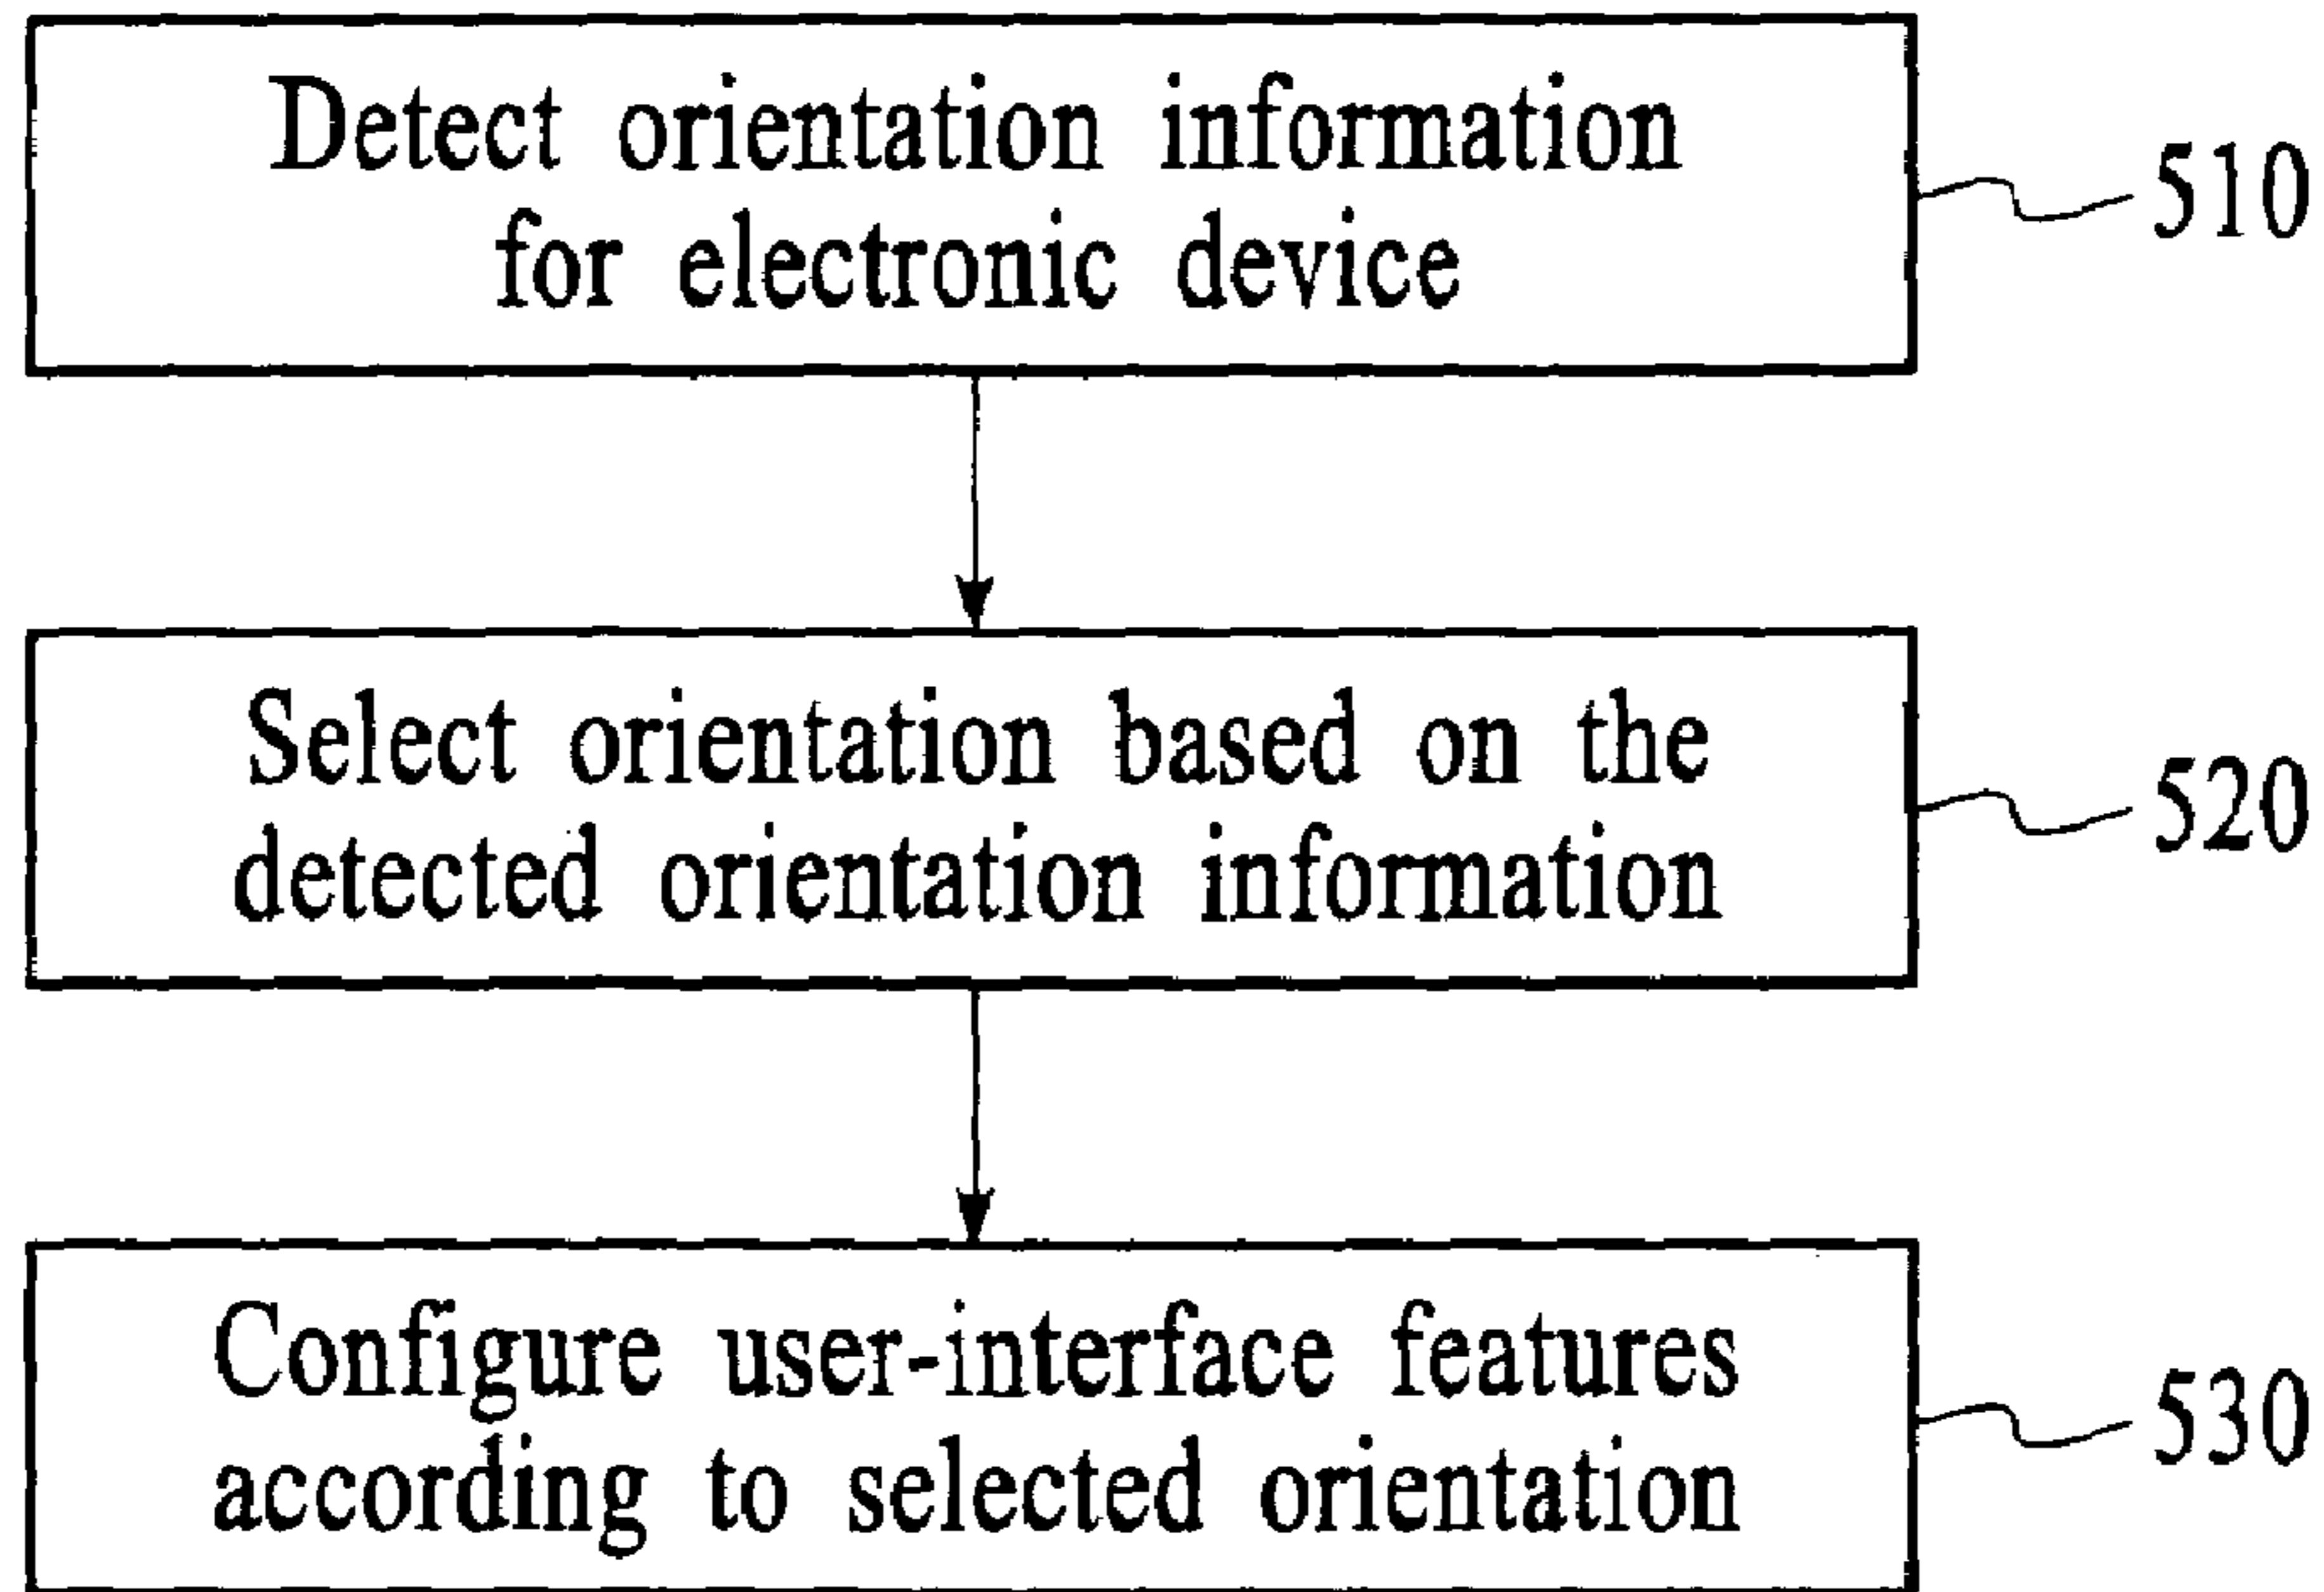 Detect orientation information
for electronic device
510
Select orientation based on the
detected orientation information
520
Configure user-interface features
according to selected orientation
530